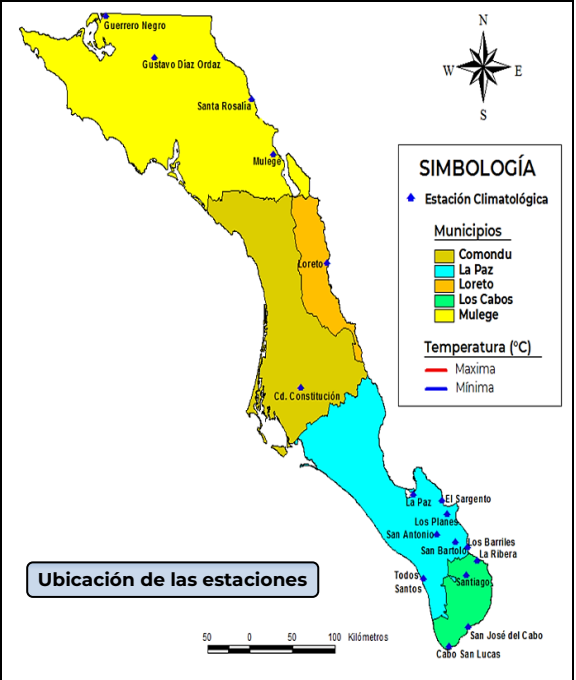 Guerrero Negro
Gustavo Díaz Ordaz
Santa Rosalía
Mulegé
Loreto
Cd. Constitución
La Paz
El Sargento
Los Planes
San Antonio
San Bartolo
Los Barriles
La Ribera
Todos
Santos
Santiago
San José del Cabo
Cabo San Lucas
N
W
E
S
SIMBOLOGÍA
Estación Climatológica
Municipios
Comondu
La Paz
Loreto
Los Cabos
Mulege
Temperatura (°C)
Maxima
Mínima
Ubicación de las estaciones
50 0 50 100 Kilómetros